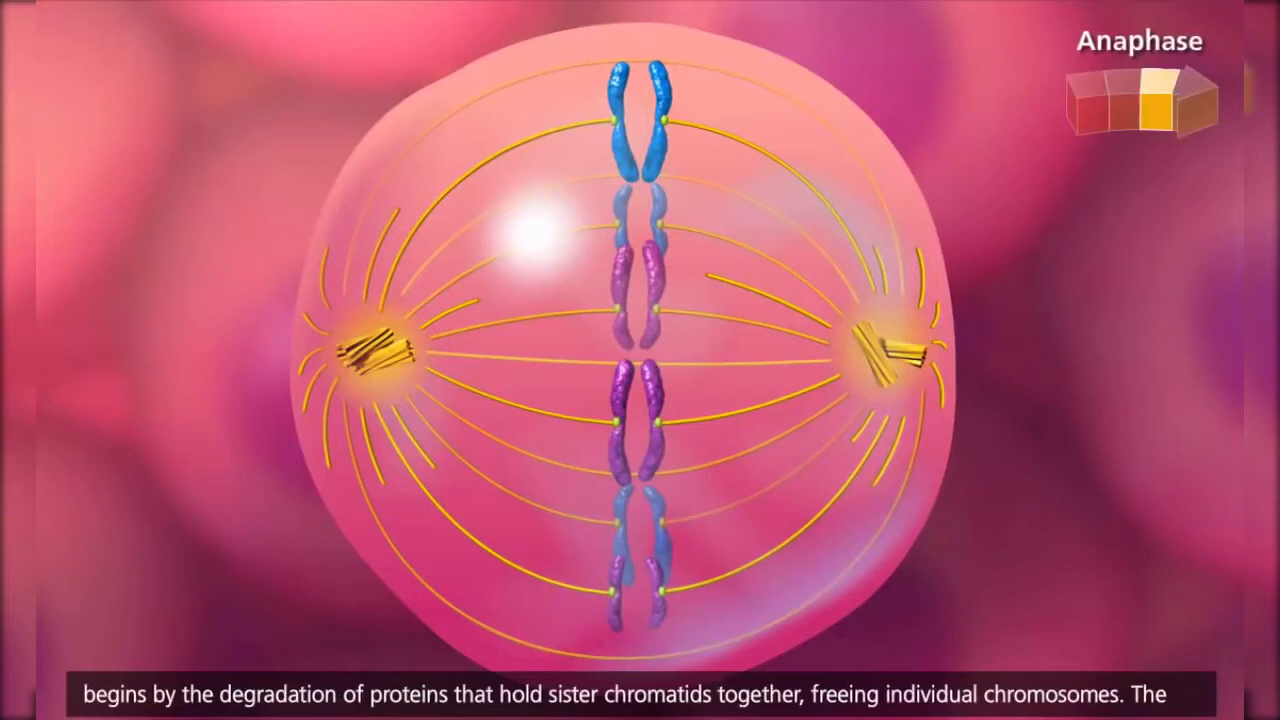 Anaphase
begins by the degradation of proteins that hold sister chromatids together, freeing individual chromosomes. The